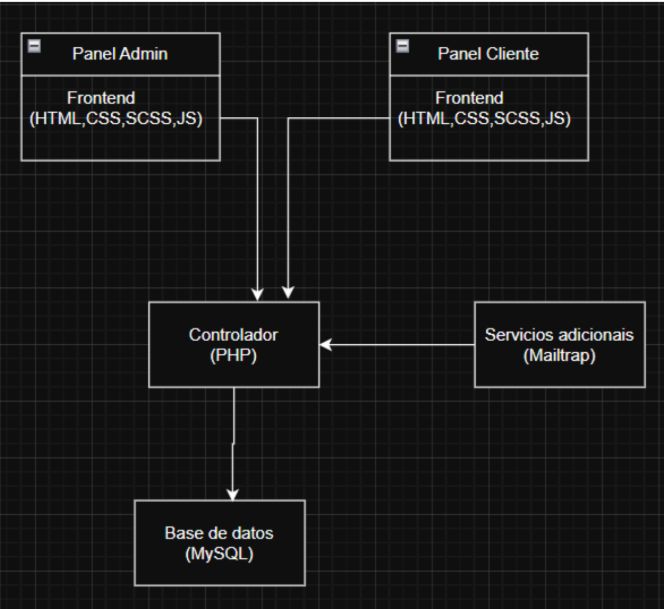 Panel Admin
Frontend
(HTML,CSS,SCSS,JS)
Panel Cliente
Frontend
(HTML,CSS,SCSS,JS)
Controlador
(PHP)
Servicios adicionais
(Mailtrap)
Base de datos
(MySQL)